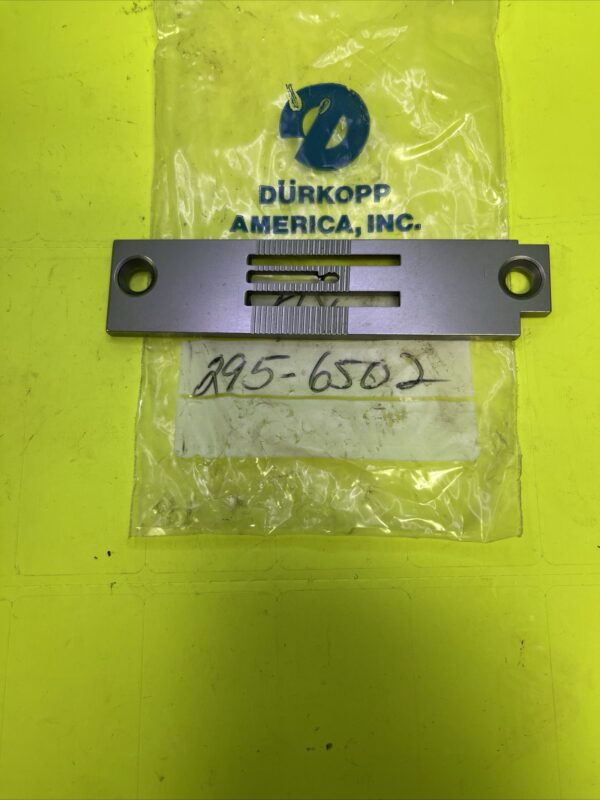 DÜRKOPP
AMERICA, INC.
295-6502